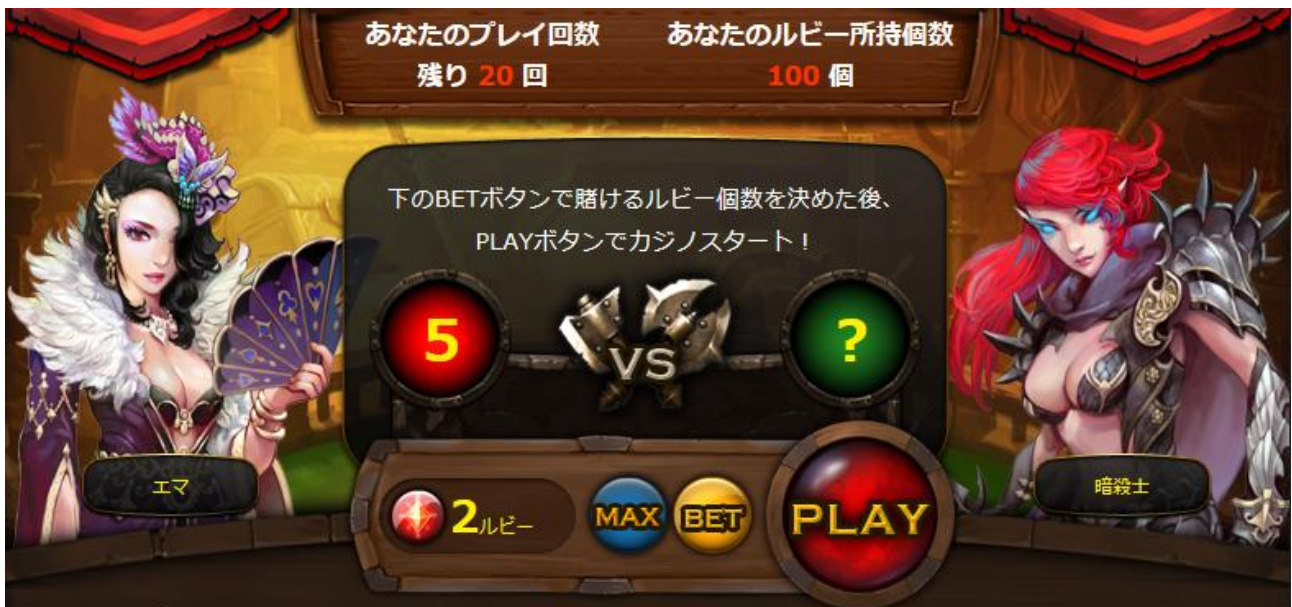 あなたのプレイ回数
残り 20 回
あなたのルビー所持個数
100 個
下のBETボタンで賭けるルビー個数を決めた後、
PLAYボタンでカジノスタート！
5
VS
?
エマ
暗殺士
2ルビー
MAX
BET
PLAY